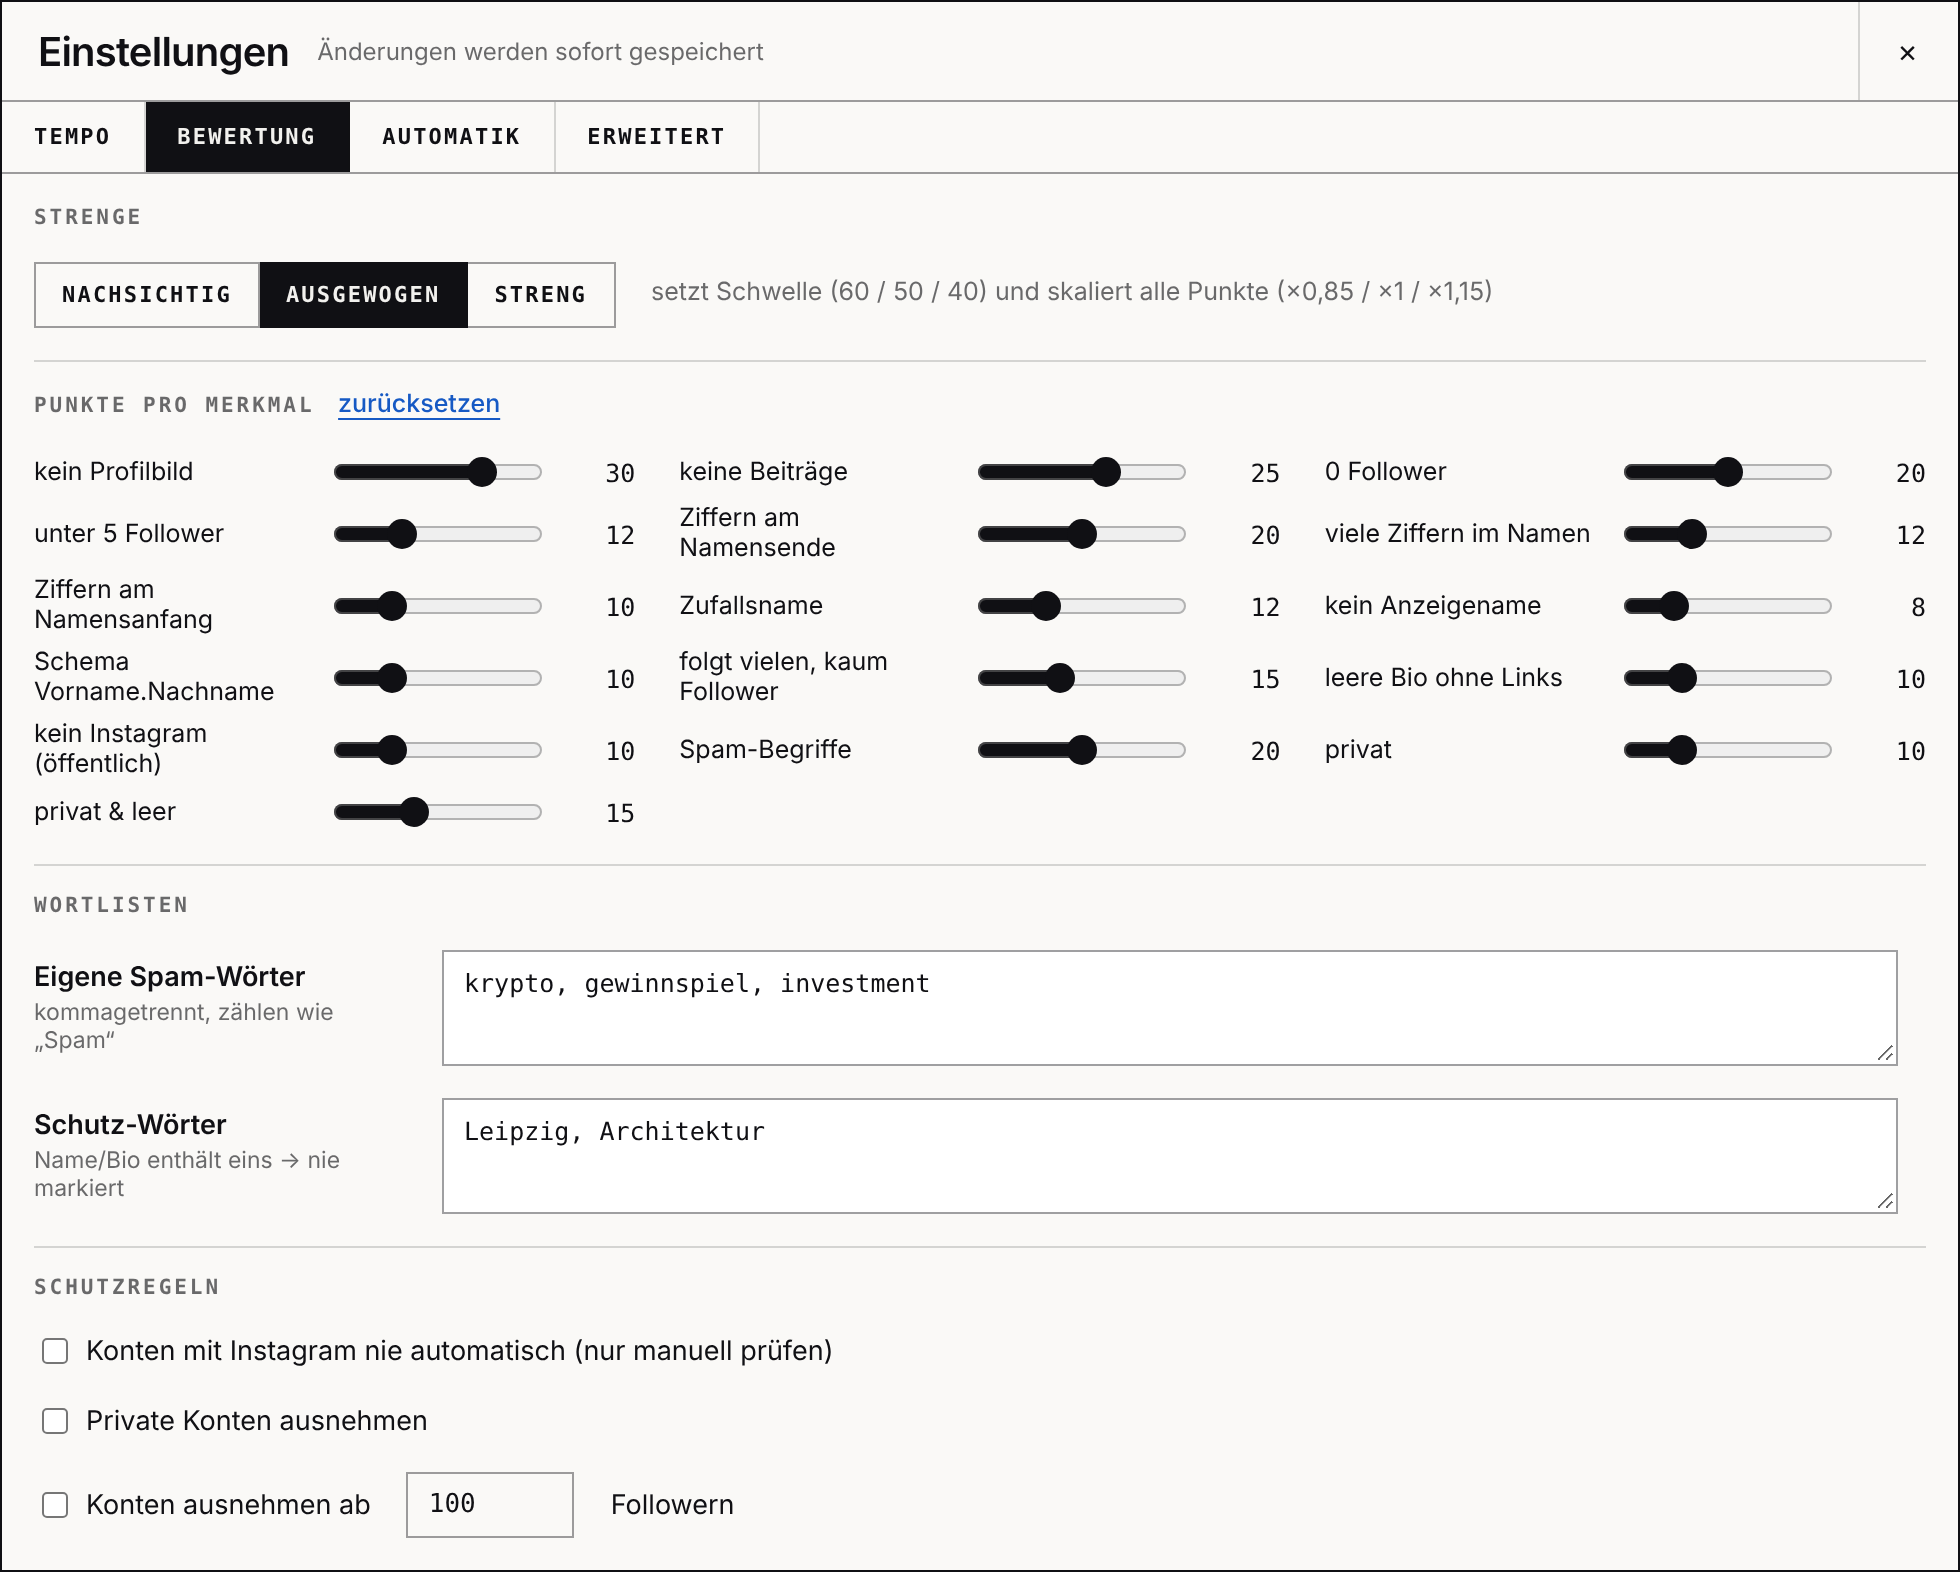 Einstellungen Änderungen werden sofort gespeichert ×
TEMPO BEWERTUNG AUTOMATIK ERWEITERT
STRENGE
NACHSICHTIG AUSGEWOGEN STRENG setzt Schwelle (60 / 50 / 40) und skaliert alle Punkte (×0,85 / ×1 / ×1,15)
PUNKTE PRO MERKMAL zurücksetzen
kein Profilbild 30
keine Beiträge 25
0 Follower 20
unter 5 Follower 12
Ziffern am
Namensende 20
viele Ziffern im Namen 12
Ziffern am
Namensanfang 10
Zufallsname 12
kein Anzeigename 8
Schema
Vorname.Nachname 10
folgt vielen, kaum
Follower 15
leere Bio ohne Links 10
kein Instagram
(öffentlich) 10
Spam-Begriffe 20
privat 10
privat & leer 15
WORTLISTEN
Eigene Spam-Wörter
kommagetrennt, zählen wie
„Spam“
krypto, gewinnspiel, investment
Schutz-Wörter
Name/Bio enthält eins → nie
markiert
Leipzig, Architektur
SCHUTZREGELN
Konten mit Instagram nie automatisch (nur manuell prüfen)
Private Konten ausnehmen
Konten ausnehmen ab 100 Followern